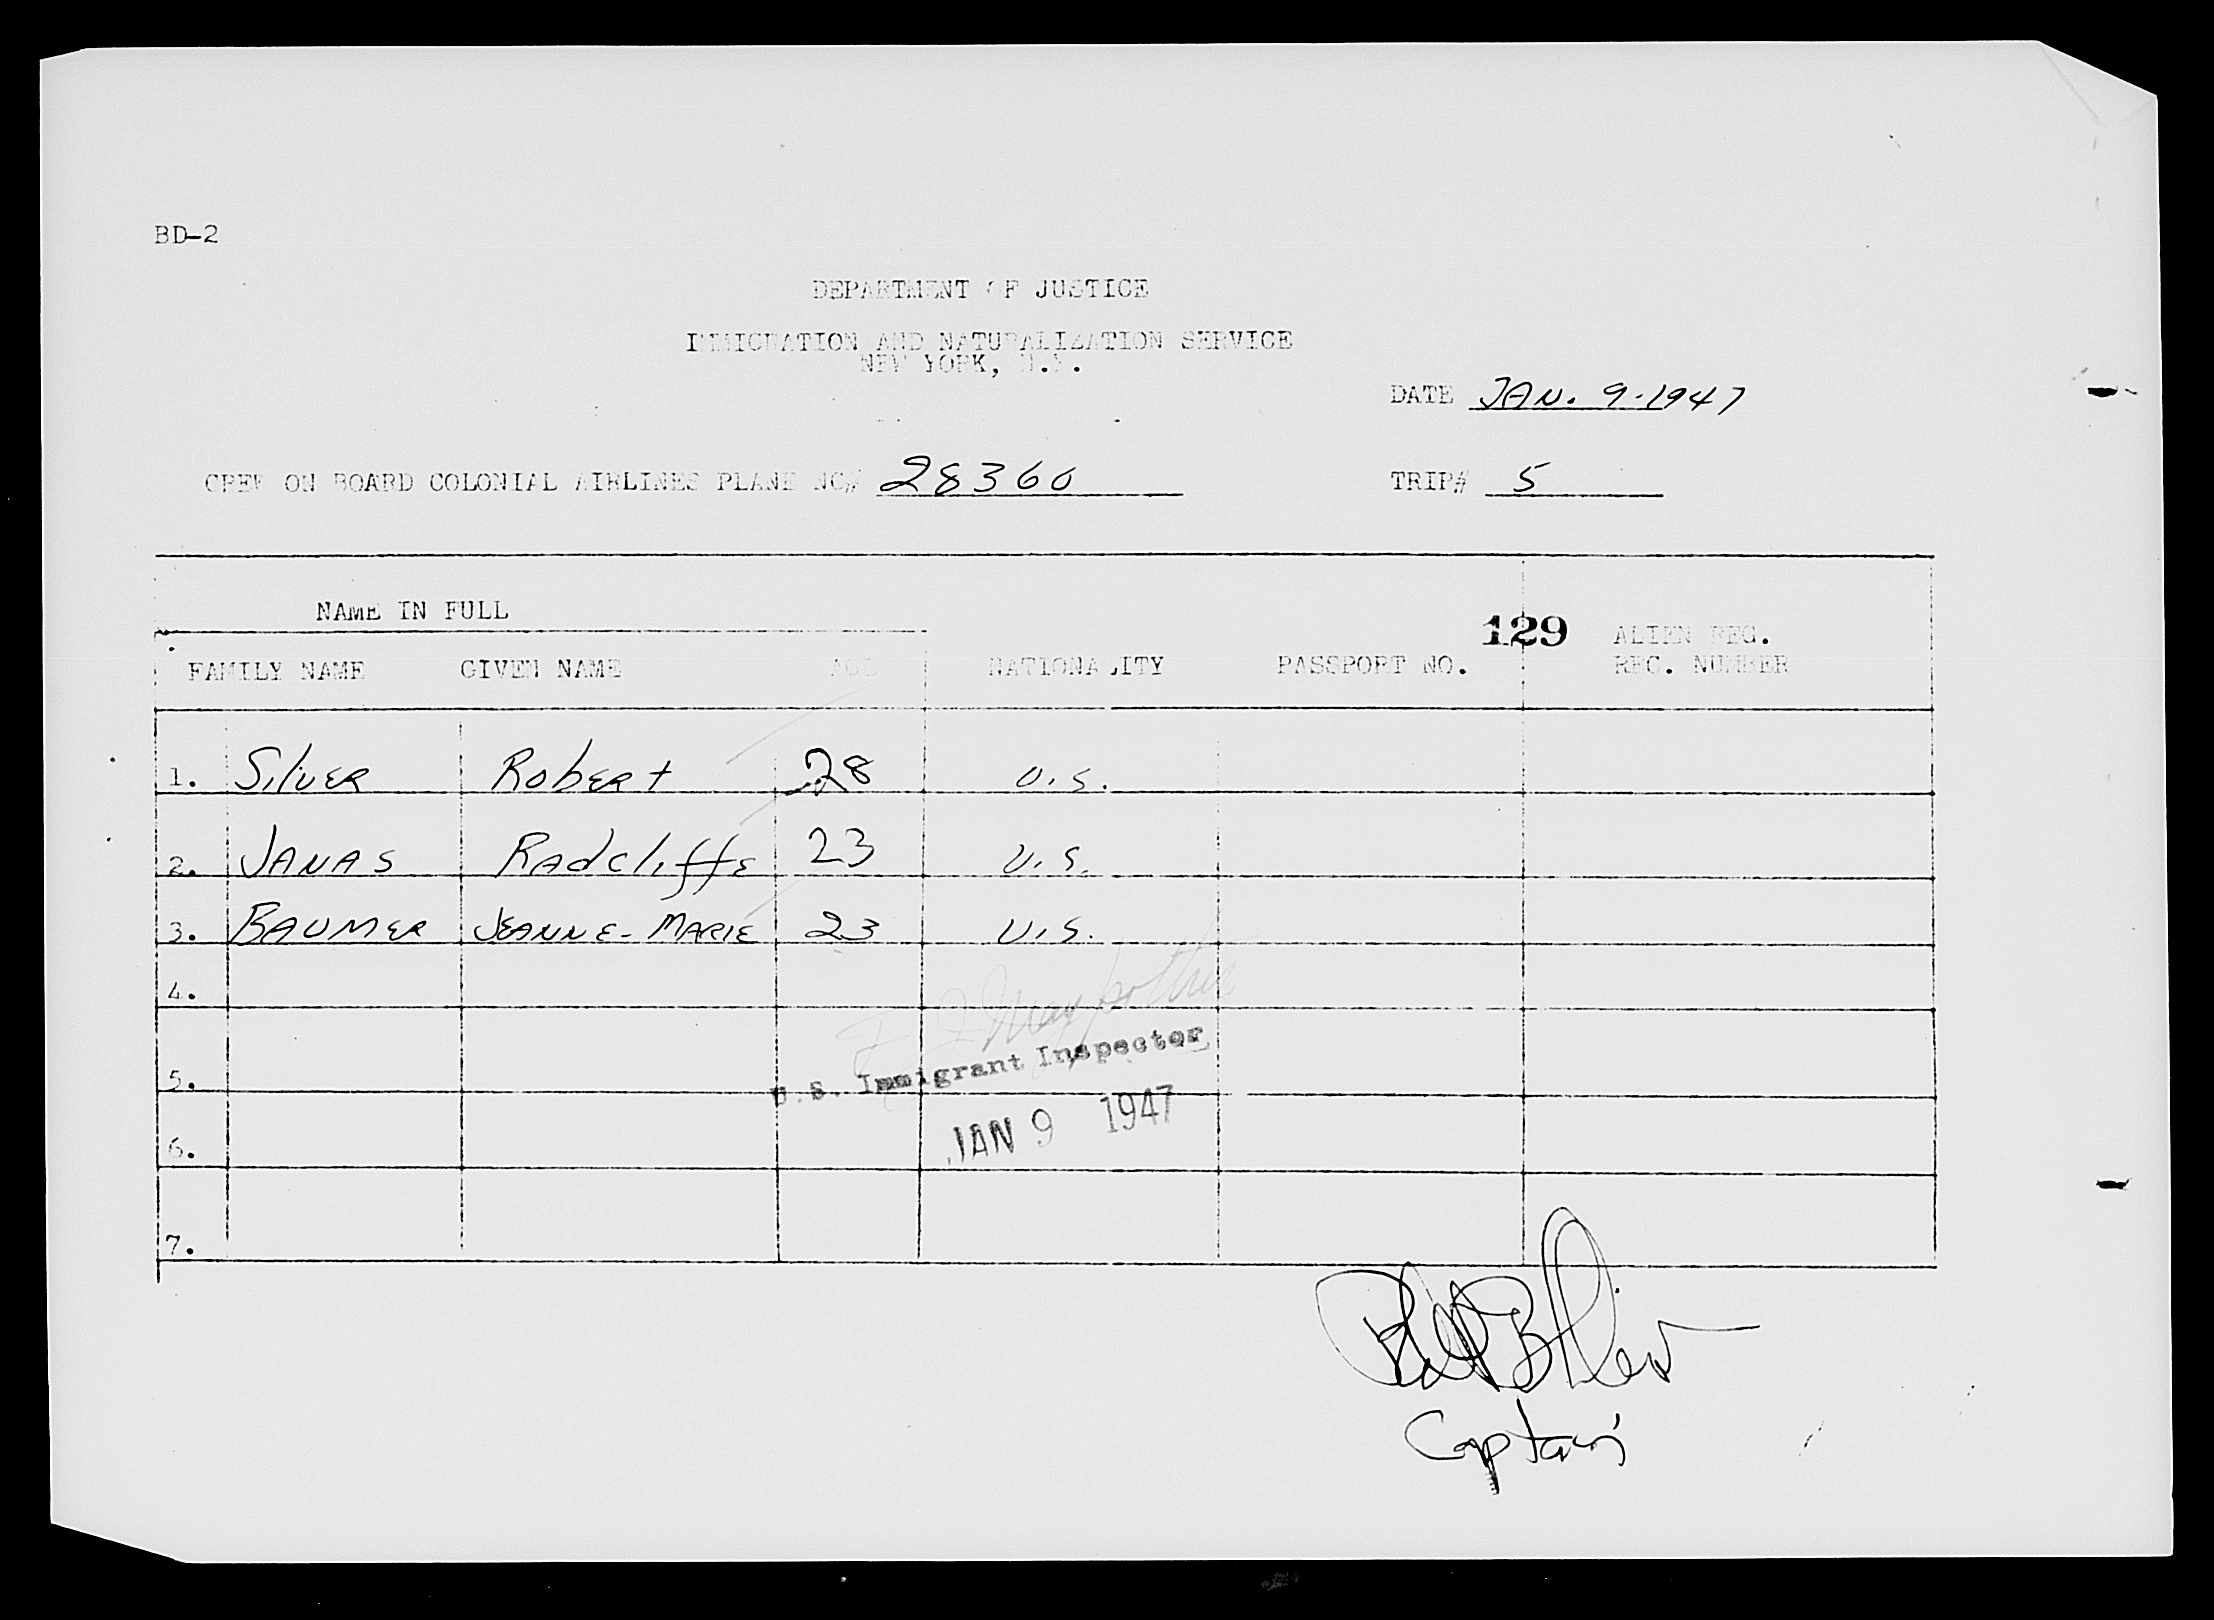 BD-2
DEPARTMENT OF JUSTICE
IMMIGRATION AND NATURALIZATION SERVICE
NEW YORK, N.Y.
DATE JAN. 9-1947
CREW ON BOARD COLONIAL AIRLINES PLANE NC# 28360 TRIP# 5
NAME IN FULL
129 ALIEN REG.
FAMILY NAME GIVEN NAME AGE NATIONALITY PASSPORT NO. REC. NUMBER
1. Silver Robert 28 U.S.
2. JANAS Radcliffe 23 U.S.
3. BAUMER JEANNE-MARIE 23 U.S.
4.
U.S. Immigrant Inspector
5.
JAN 9 1947
6.
7.
Captain